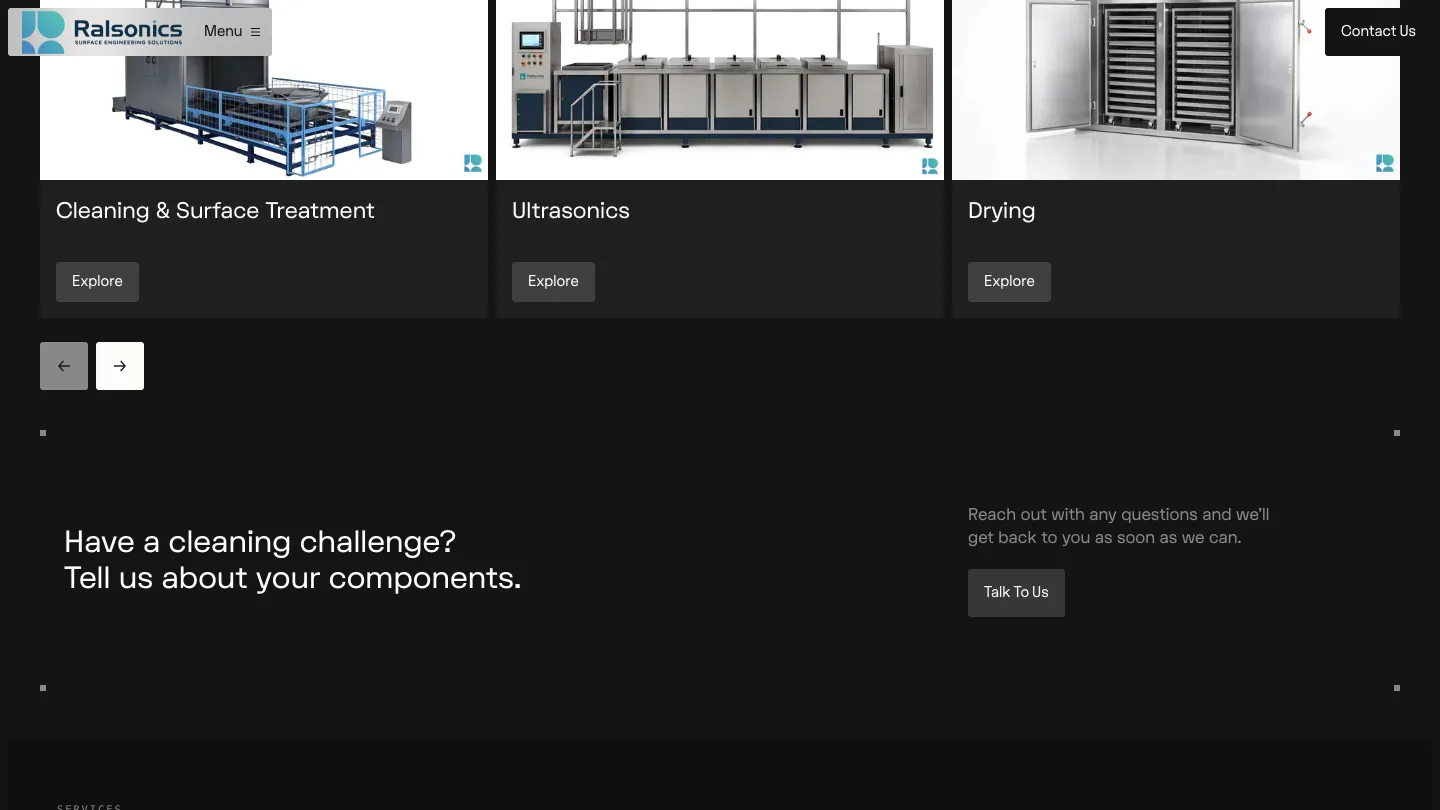 Ralsonics
SURFACE ENGINEERING SOLUTIONS
Menu
Contact Us
Cleaning & Surface Treatment
Explore
Ultrasonics
Explore
Drying
Explore
Have a cleaning challenge?
Tell us about your components.
Reach out with any questions and we'll
get back to you as soon as we can.
Talk To Us
SERVICES